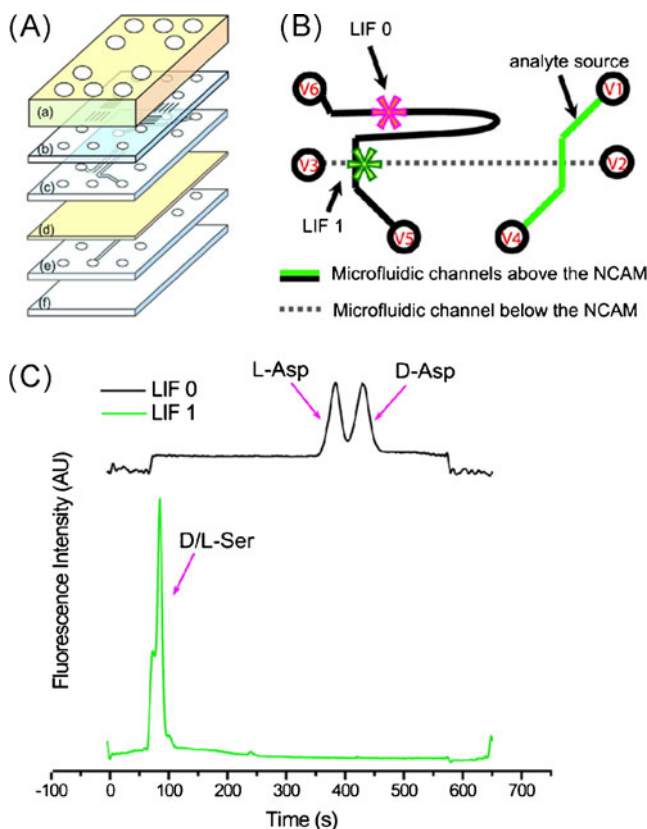 (A)
(a)
(b)
(c)
(d)
(e)
(f)
(B)
LIF 0
analyte source
V6
V1
V3
V2
LIF 1
V5
V4
Microfluidic channels above the NCAM
Microfluidic channel below the NCAM
(C)
LIF 0
LIF 1
L-Asp
D-Asp
D/L-Ser
Fluorescence Intensity (AU)
-100 0 100 200 300 400 500 600 700
Time (s)